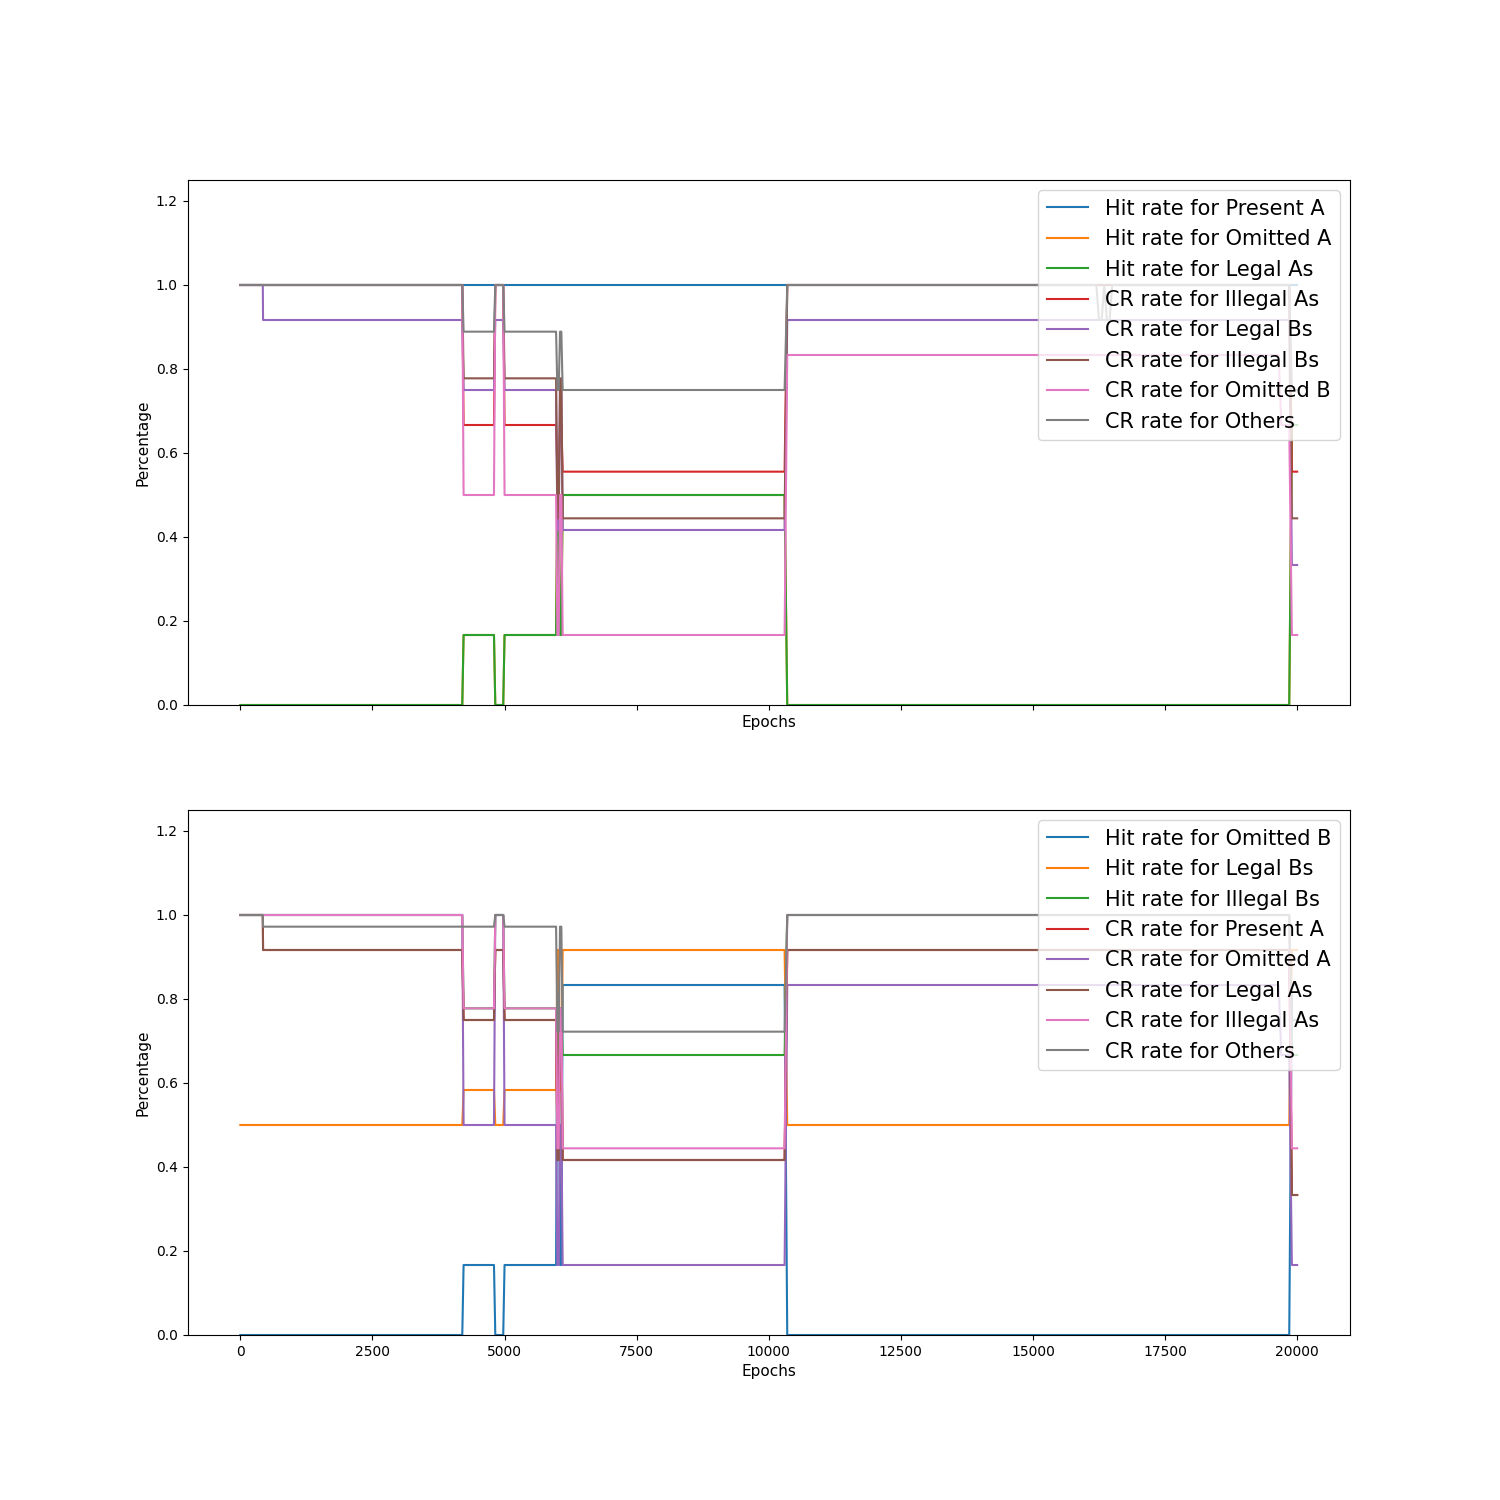 1.2
1.0
0.8
0.6
0.4
0.2
0.0
Percentage
Epochs
Hit rate for Present A
Hit rate for Omitted A
Hit rate for Legal As
CR rate for Illegal As
CR rate for Legal Bs
CR rate for Illegal Bs
CR rate for Omitted B
CR rate for Others
1.2
1.0
0.8
0.6
0.4
0.2
0.0
Percentage
0 2500 5000 7500 10000 12500 15000 17500 20000
Epochs
Hit rate for Omitted B
Hit rate for Legal Bs
Hit rate for Illegal Bs
CR rate for Present A
CR rate for Omitted A
CR rate for Legal As
CR rate for Illegal As
CR rate for Others